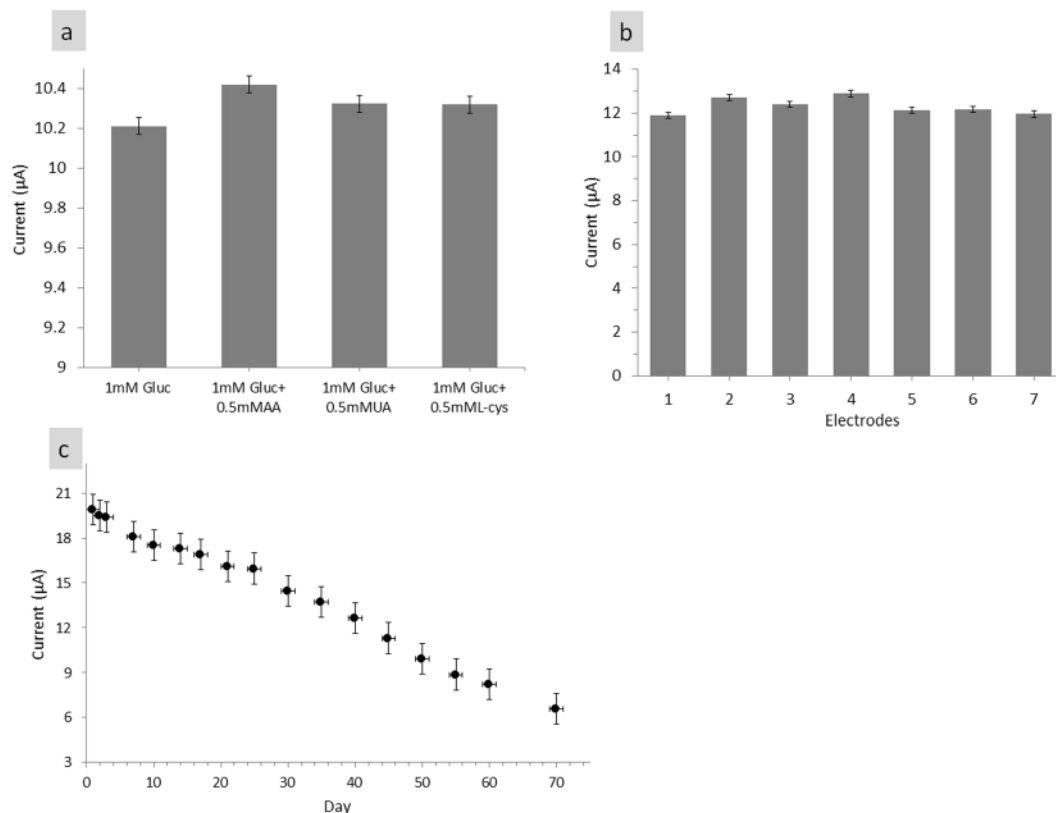 a
Current (µA)
10.4
10.2
10
9.8
9.6
9.4
9.2
9
1mM Gluc
1mM Gluc+
0.5mMAA
1mM Gluc+
0.5mMUA
1mM Gluc+
0.5mML-cys
b
Current (µA)
14
12
10
8
6
4
2
0
1 2 3 4 5 6 7
Electrodes
c
Current (µA)
21
18
15
12
9
6
3
0 10 20 30 40 50 60 70
Day